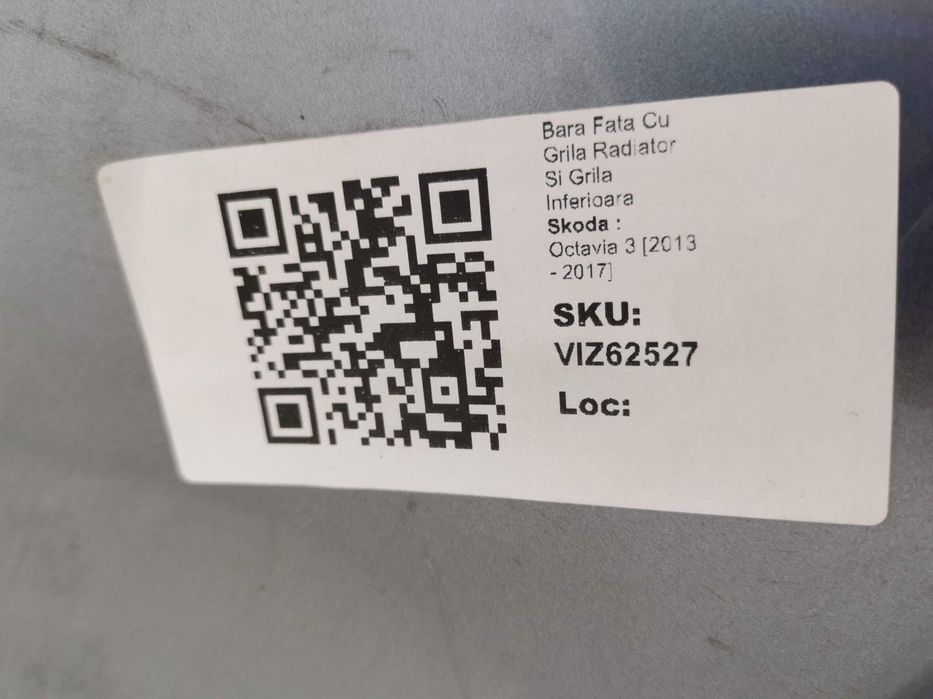 Bara Fata Cu
Grila Radiator
Si Grila
Inferioara
Skoda :
Octavia 3 [2013
- 2017]
SKU:
VIZ62527
Loc: